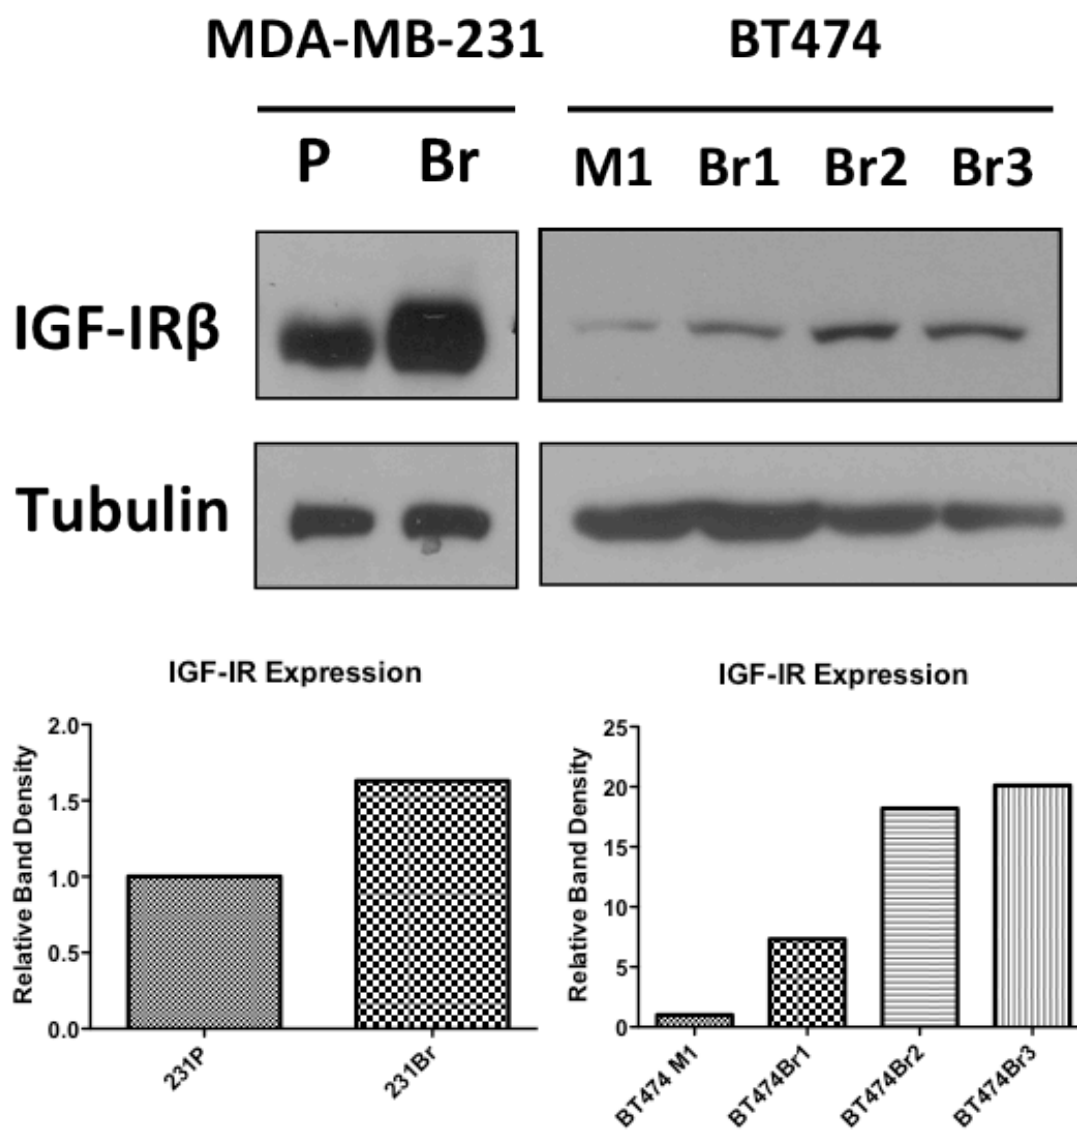 MDA-MB-231 BT474
P Br M1 Br1 Br2 Br3
IGF-IRβ
Tubulin
IGF-IR Expression
Relative Band Density
2.0
1.5
1.0
0.5
0.0
231P 231Br
IGF-IR Expression
Relative Band Density
25
20
15
10
5
0
BT474 M1 BT474Br1 BT474Br2 BT474Br3